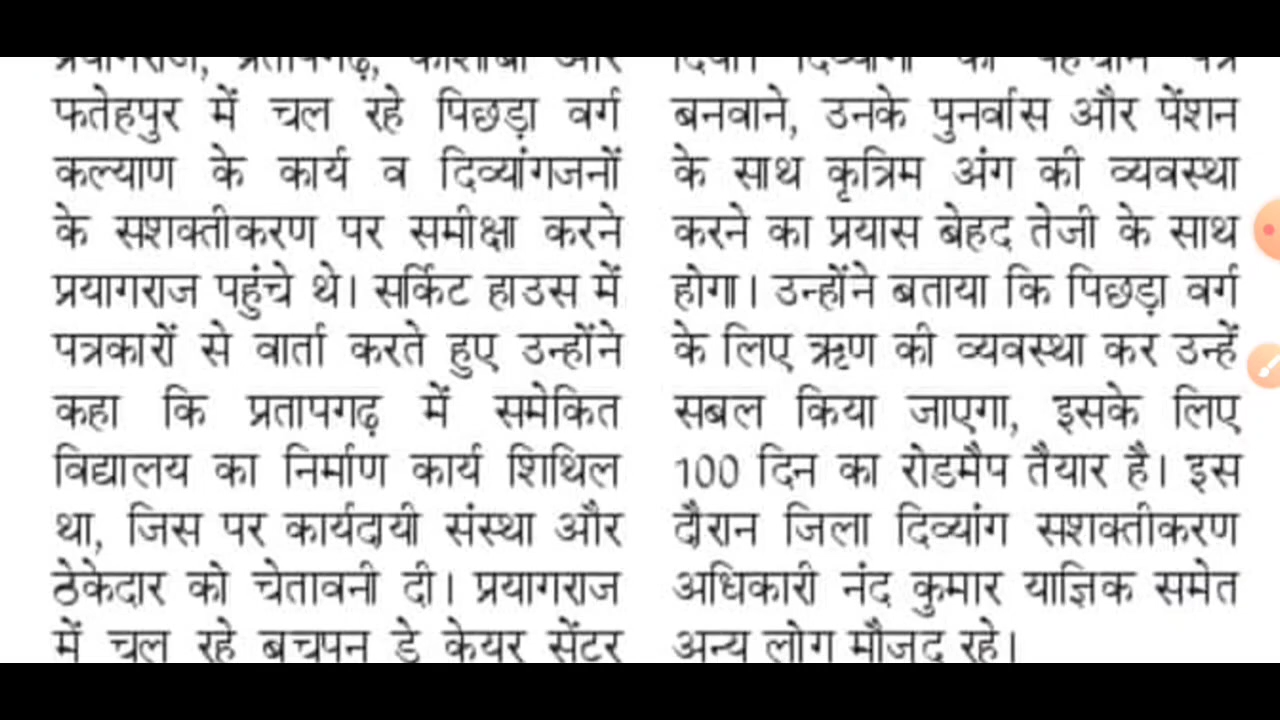 फतेहपुर में चल रहे पिछड़ा वर्ग
कल्याण के कार्य व दिव्यांगजनों
के सशक्तीकरण पर समीक्षा करने
प्रयागराज पहुंचे थे। सर्किट हाउस में
पत्रकारों से वार्ता करते हुए उन्होंने
कहा कि प्रतापगढ़ में समेकित
विद्यालय का निर्माण कार्य शिथिल
था, जिस पर कार्यदायी संस्था और
ठेकेदार को चेतावनी दी। प्रयागराज
में चल रहे बचपन डे केयर सेंटर
बनवाने, उनके पुनर्वास और पेंशन
के साथ कृत्रिम अंग की व्यवस्था
करने का प्रयास बेहद तेजी के साथ
होगा। उन्होंने बताया कि पिछड़ा वर्ग
के लिए ऋण की व्यवस्था कर उन्हें
सबल किया जाएगा, इसके लिए
100 दिन का रोडमैप तैयार है। इस
दौरान जिला दिव्यांग सशक्तीकरण
अधिकारी नंद कुमार याज्ञिक समेत
अन्य लोग मौजूद रहे।